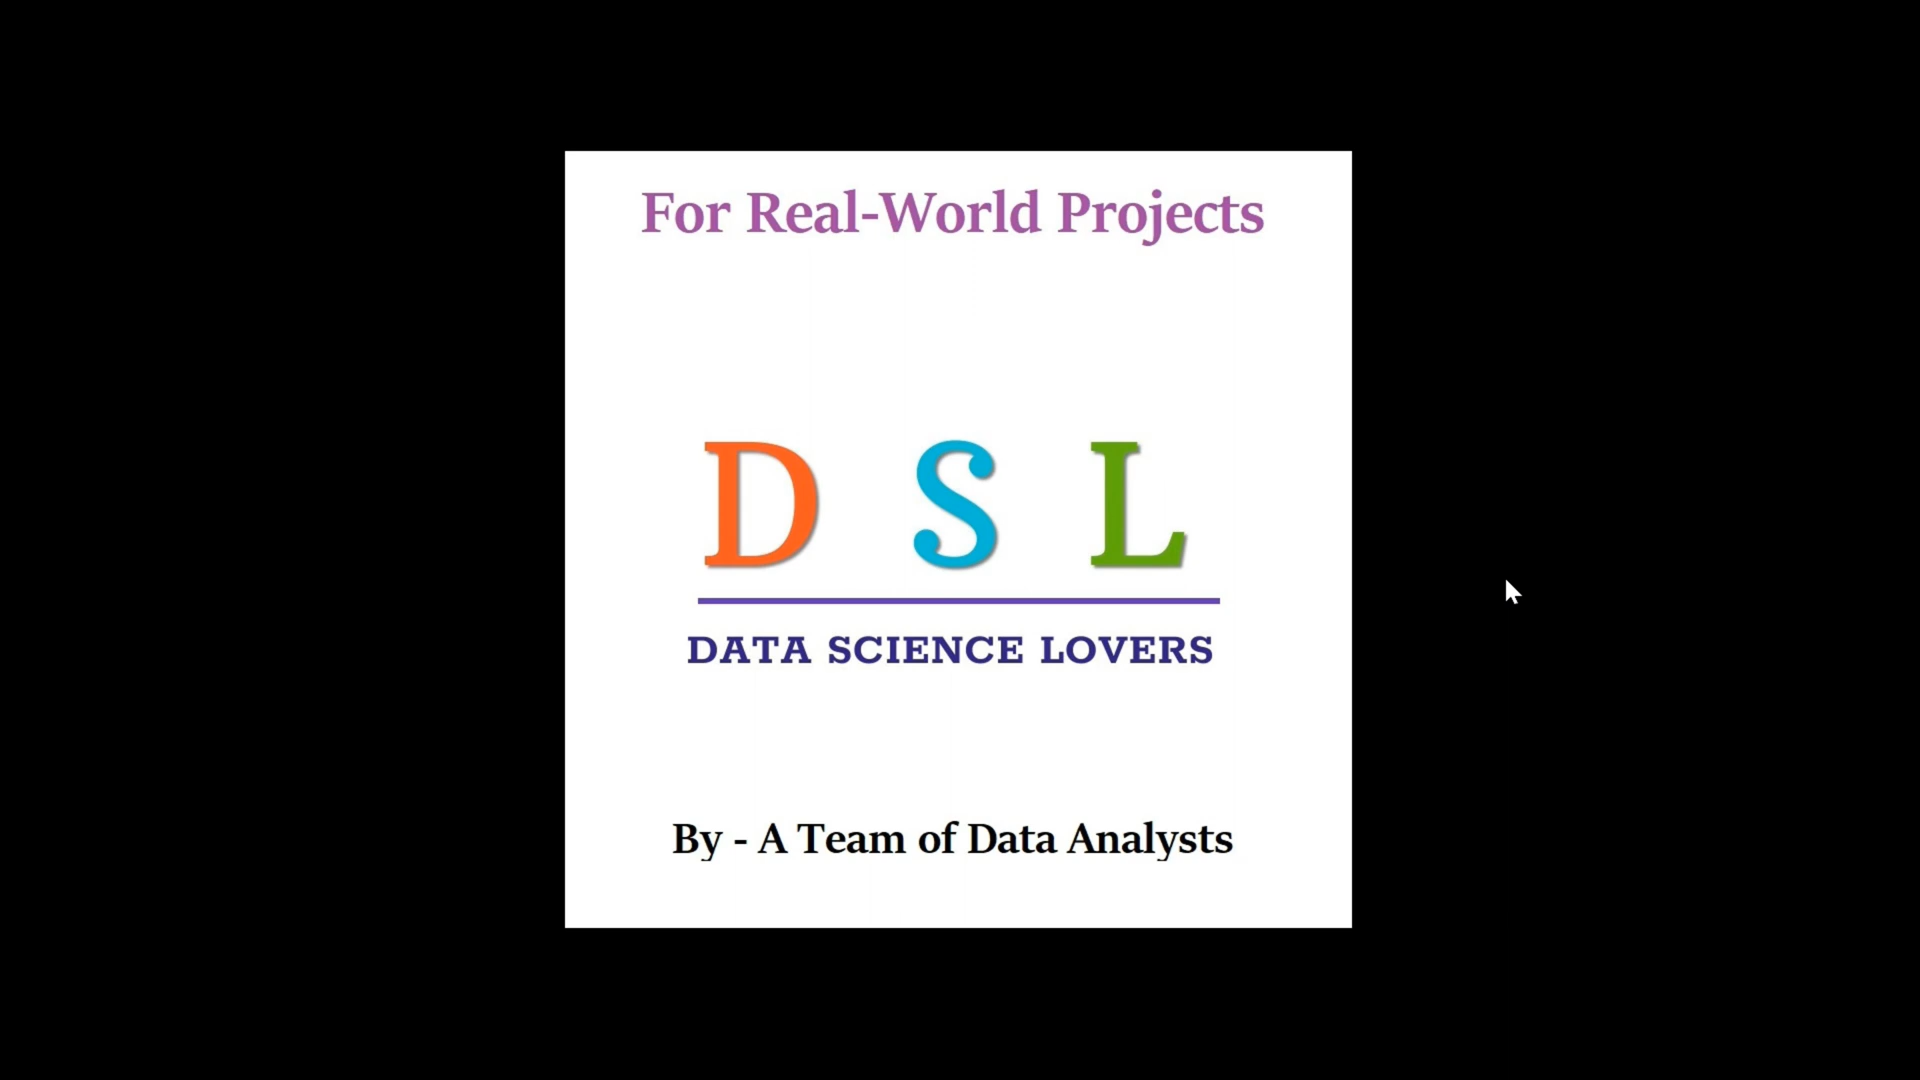 For Real-World Projects
D S L
DATA SCIENCE LOVERS
By - A Team of Data Analysts